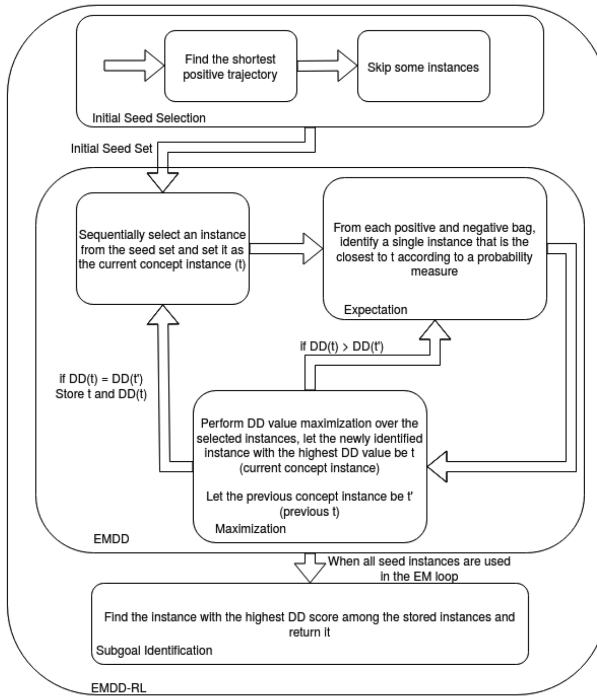 Find the shortest
positive trajectory
Skip some instances
Initial Seed Selection
Initial Seed Set
Sequentially select an instance
from the seed set and set it as
the current concept instance (t)
From each positive and negative bag,
identify a single instance that is the
closest to t according to a probability
measure
Expectation
if DD(t) > DD(t')
if DD(t) = DD(t')
Store t and DD(t)
Perform DD value maximization over the
selected instances, let the newly identified
instance with the highest DD value be t
(current concept instance)
Let the previous concept instance be t'
(previous t)
Maximization
EMDD
When all seed instances are used
in the EM loop
Find the instance with the highest DD score among the stored instances and
return it
Subgoal Identification
EMDD-RL